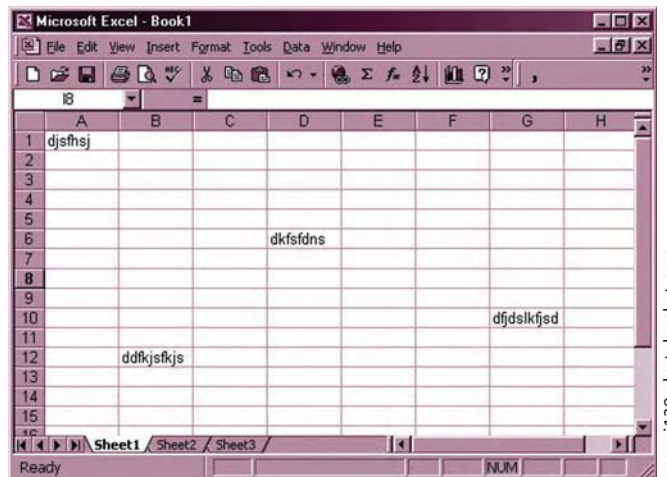 Microsoft Excel - Book1
File Edit View Insert Format Tools Data Window Help
I8 =
A B C D E F G H
1 djsfhsj
2
3
4
5
6 dkfsfdns
7
8
9
10 dfjdslkfjsd
11
12 ddfkjsfkjs
13
14
15
16
Sheet1 Sheet2 Sheet3
Ready NUM